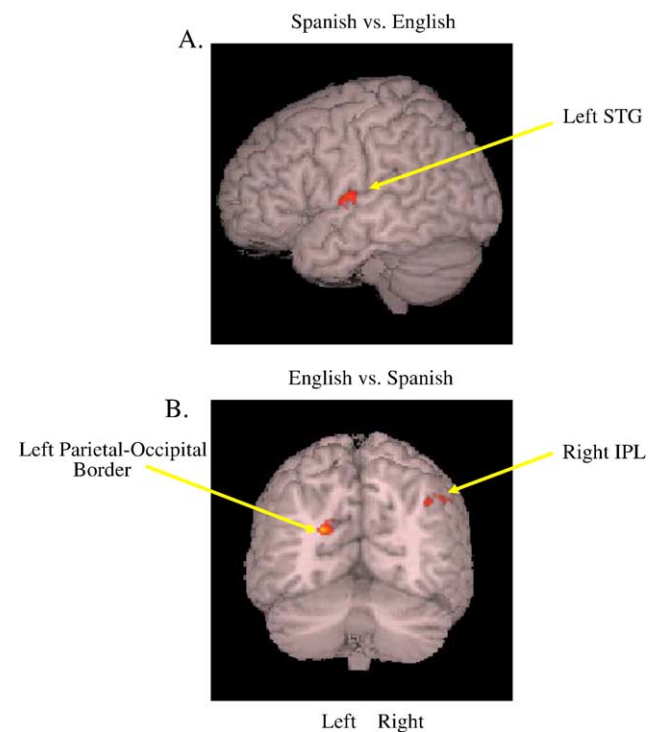 Spanish vs. English
A.
Left STG
English vs. Spanish
B.
Left Parietal-Occipital
Border
Right IPL
Left Right